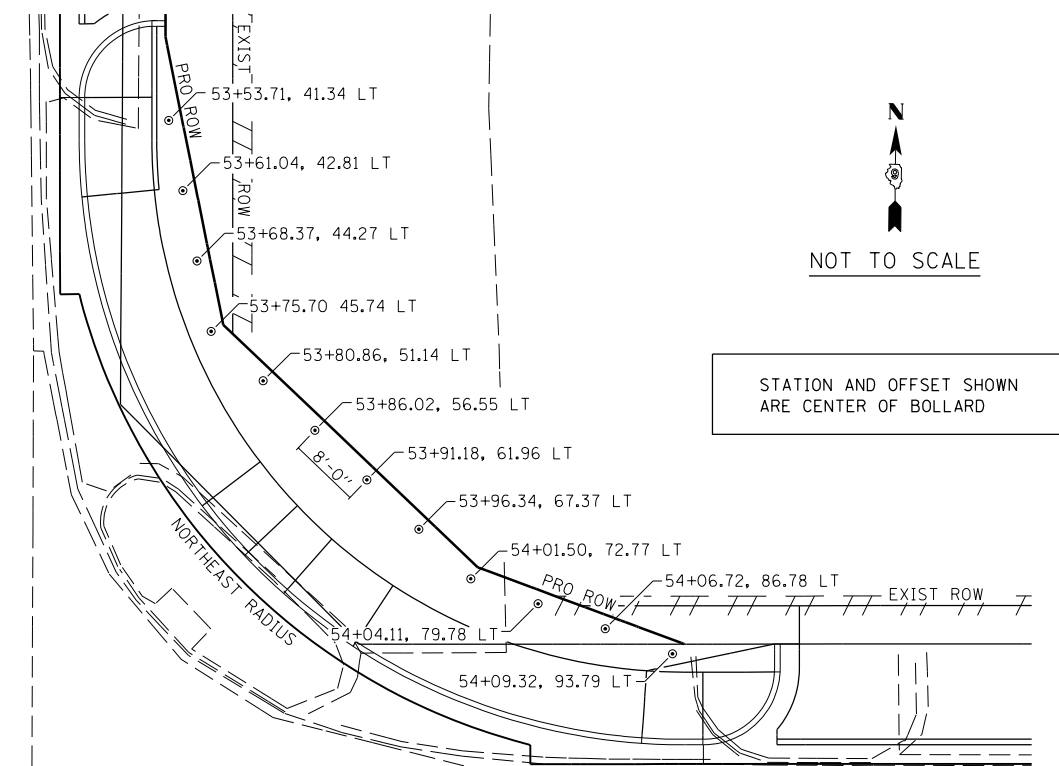 EXIST
PRO ROW
53+53.71, 41.34 LT
N
53+61.04, 42.81 LT
ROW
53+68.37, 44.27 LT
NOT TO SCALE
53+75.70 45.74 LT
53+80.86, 51.14 LT
STATION AND OFFSET SHOWN
ARE CENTER OF BOLLARD
53+86.02, 56.55 LT
53+91.18, 61.96 LT
8'-0"
53+96.34, 67.37 LT
NORTHEAST RADIUS
54+01.50, 72.77 LT
PRO ROW
54+06.72, 86.78 LT
EXIST ROW
54+04.11, 79.78 LT
54+09.32, 93.79 LT